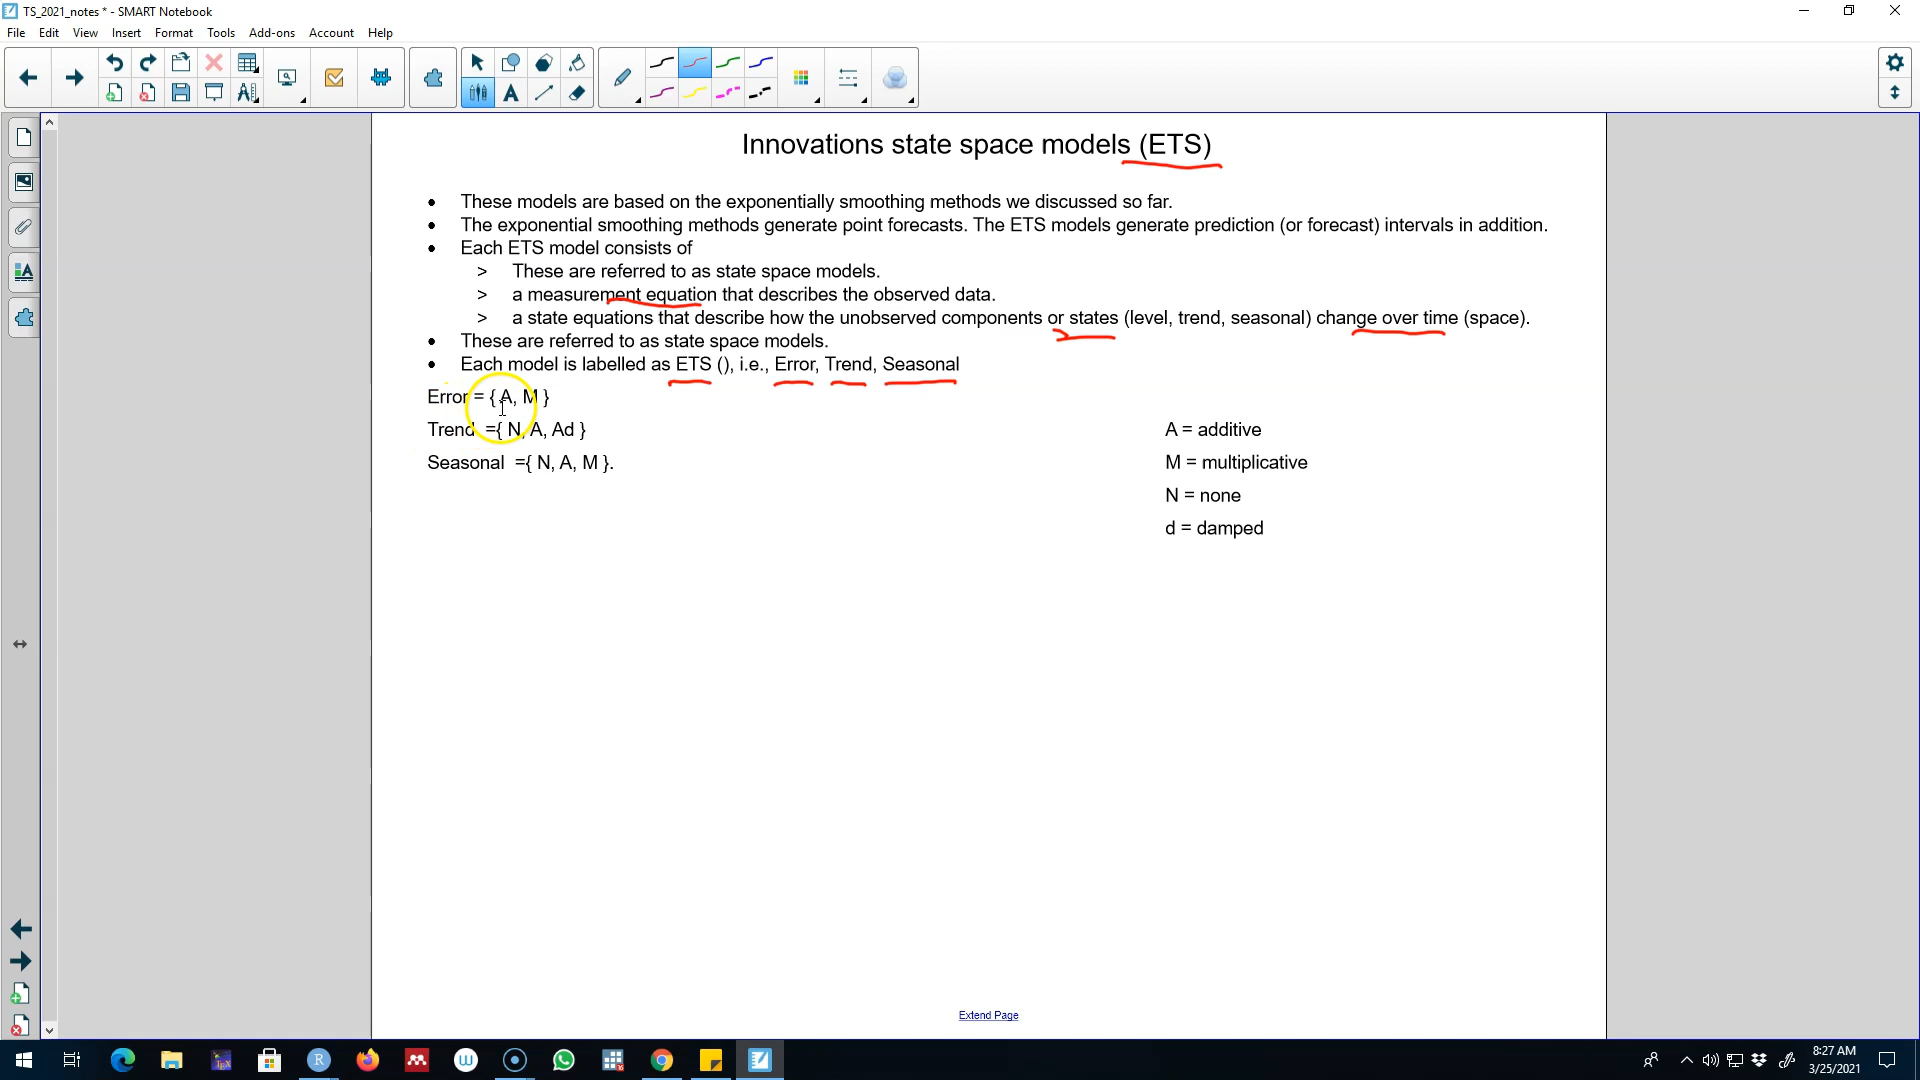 TS_2021_notes * - SMART Notebook
File Edit View Insert Format Tools Add-ons Account Help
Innovations state space models (ETS)
• These models are based on the exponentially smoothing methods we discussed so far.
• The exponential smoothing methods generate point forecasts. The ETS models generate prediction (or forecast) intervals in addition.
• Each ETS model consists of
> These are referred to as state space models.
> a measurement equation that describes the observed data.
> a state equations that describe how the unobserved components or states (level, trend, seasonal) change over time (space).
• These are referred to as state space models.
• Each model is labelled as ETS (), i.e., Error, Trend, Seasonal
Error = { A, M }
Trend ={ N, A, Ad }
Seasonal ={ N, A, M }.
A = additive
M = multiplicative
N = none
d = damped
Extend Page
8:27 AM
3/25/2021